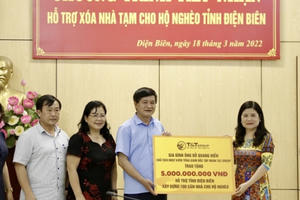 HỖ TRỢ XÓA NHÀ TẠM CHO HỘ NGHÈO TỈNH ĐIỆN BIÊN
Điện Biên, ngày 18 tháng 3 năm 2022
T&T GROUP
GIA ĐÌNH ÔNG ĐỖ QUANG HIỂN
TRAO TẶNG
5.000.000.000 VNĐ
HỖ TRỢ TỈNH ĐIỆN BIÊN
XÂY DỰNG 100 CĂN NHÀ CHO HỘ NGHÈO